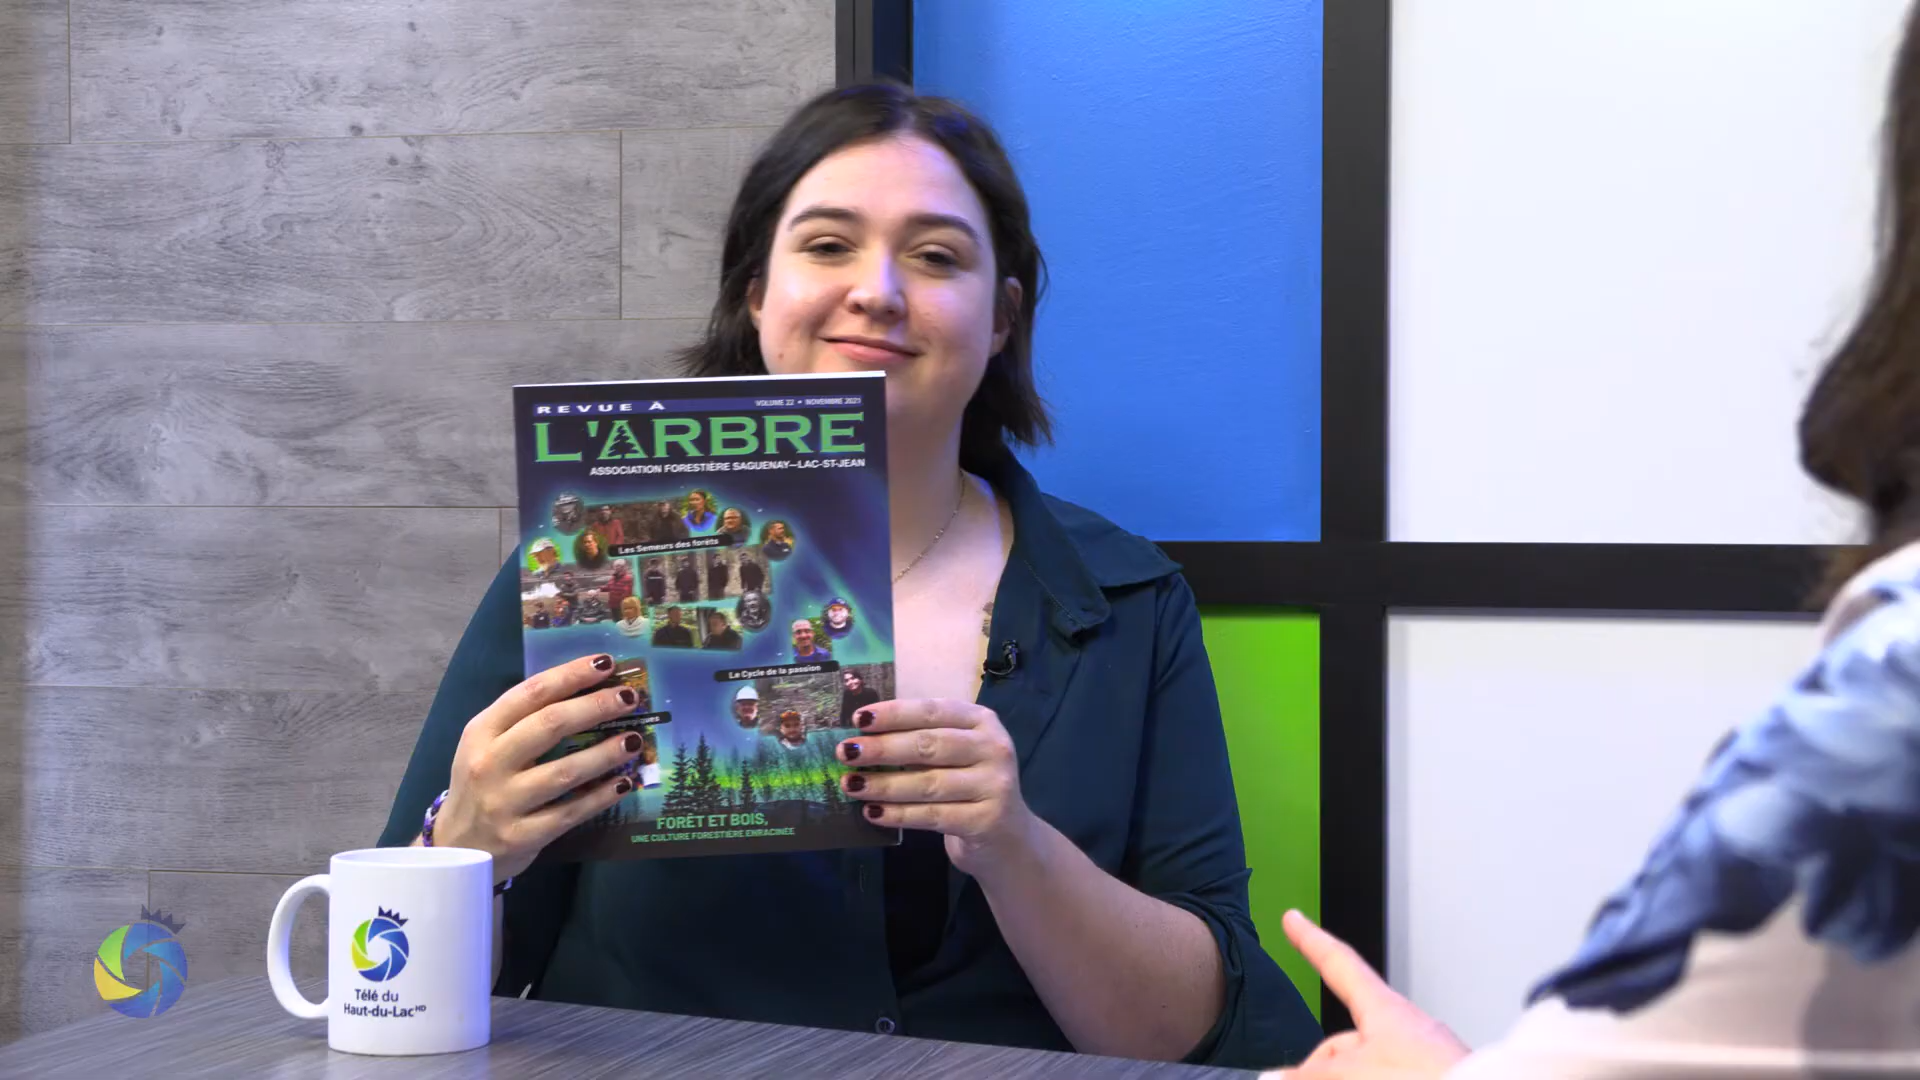 REVUE À
VOLUME 22 • NOVEMBRE 2021
L'ARBRE
ASSOCIATION FORESTIÈRE SAGUENAY—LAC-ST-JEAN
Les Semeurs des forêts
Le Cycle de la passion
pédagogiques
FORÊT ET BOIS,
UNE CULTURE FORESTIÈRE ENRACINÉE
Télé du
Haut-du-Lac HD